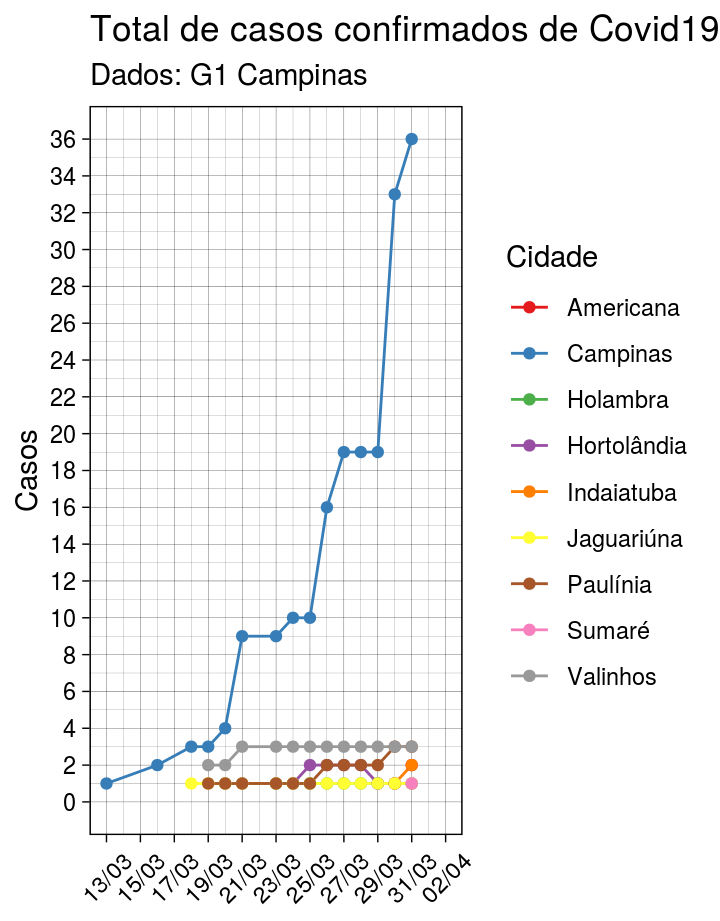 Total de casos confirmados de Covid19
Dados: G1 Campinas
36
34
32
30
28
26
24
22
20
18
16
14
12
10
8
6
4
2
0
Casos
13/03
15/03
17/03
19/03
21/03
23/03
25/03
27/03
29/03
31/03
02/04
Cidade
Americana
Campinas
Holambra
Hortolândia
Indaiatuba
Jaguariúna
Paulínia
Sumaré
Valinhos